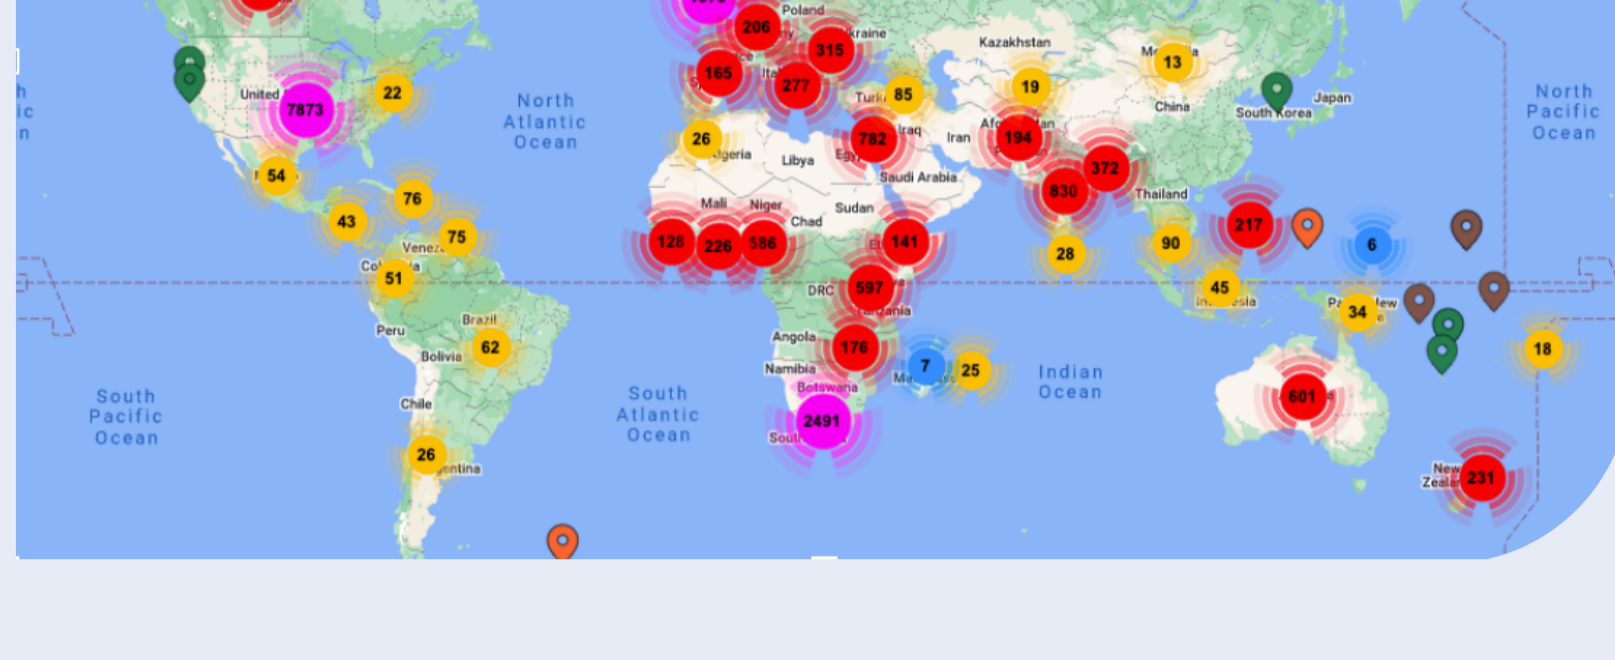 Poland
206
Kazakhstan
315
13
165
277
22
United
7873
19
85
North
Atlantic
Ocean
China
South Korea
Japan
North
Pacific
Ocean
26
Libya
782
Iraq
Iran
194
Saudi Arabia
372
830
Thailand
54
76
43
75
Mali
Niger
Chad
Sudan
128
226
586
141
28
90
217
6
51
DRC
597
45
34
Peru
Brazil
62
Bolivia
Angola
176
Namibia
Botswana
7
25
Indian
Ocean
18
South
Pacific
Ocean
Chile
South
Atlantic
Ocean
2491
601
26
New
231